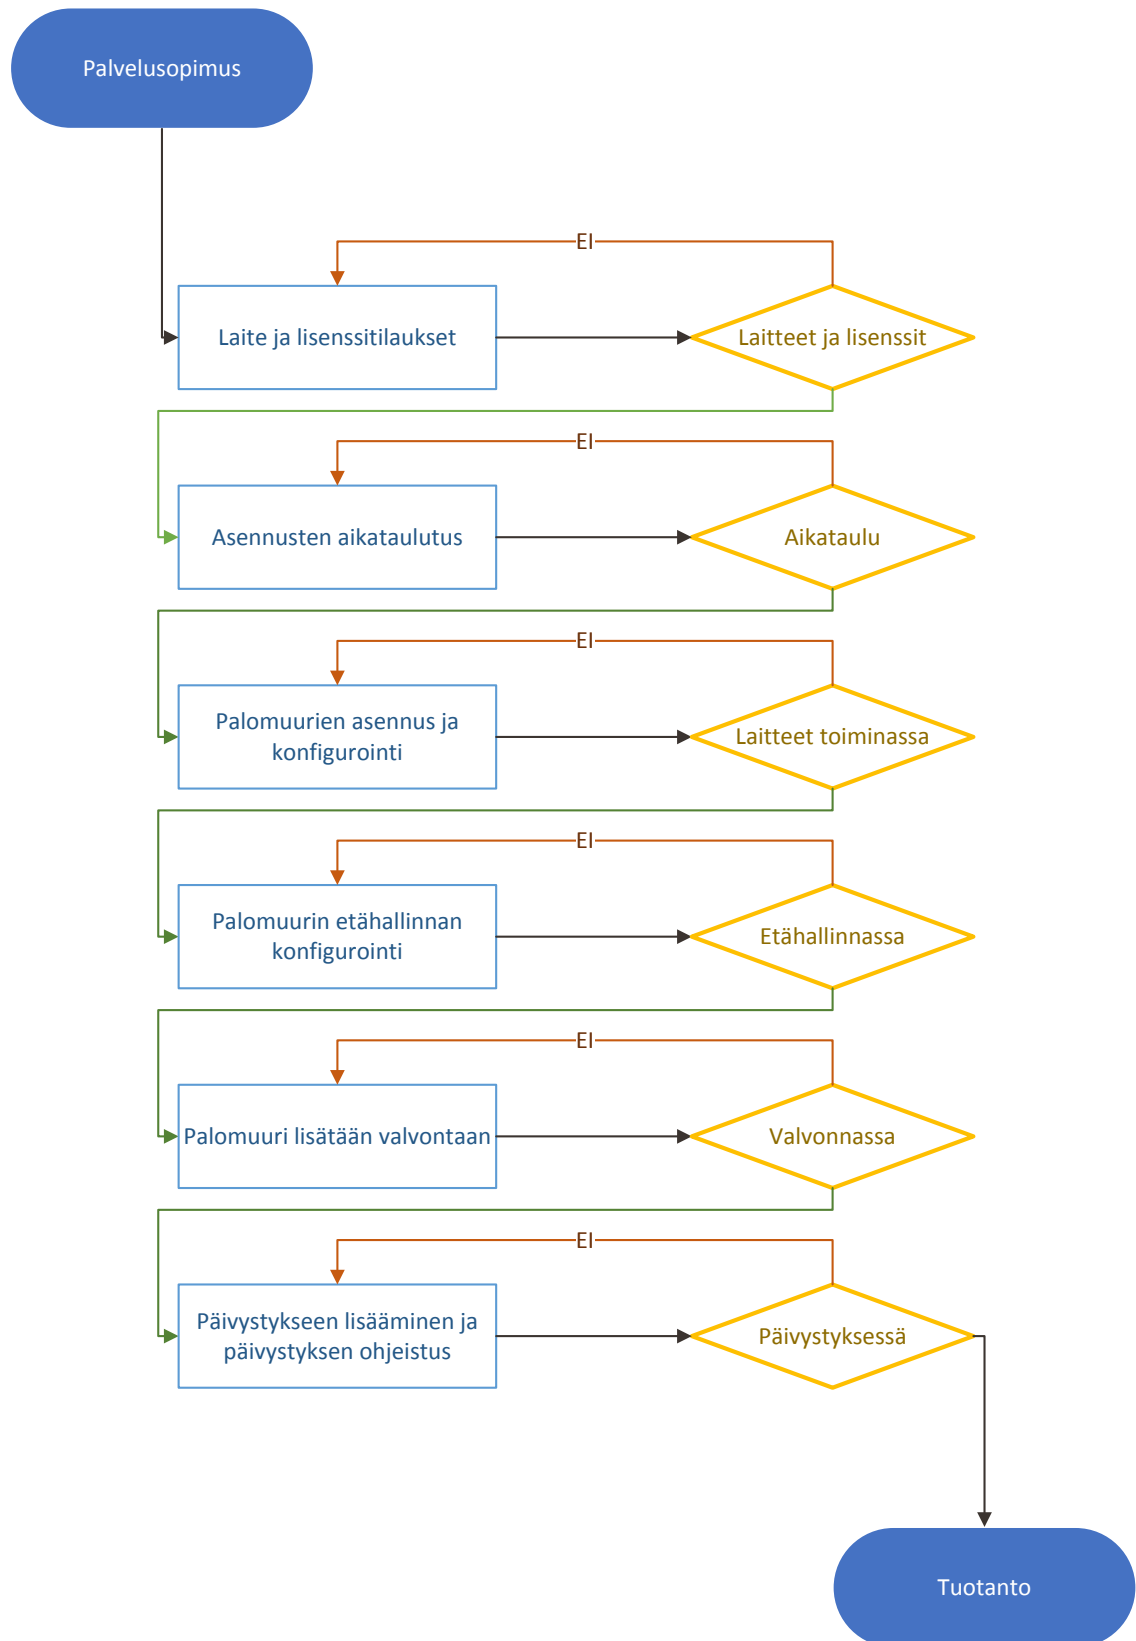 Palvelusopimus
EI
Laite ja lisenssitilaukset
Laitteet ja lisenssit
EI
Asennusten aikataulutus
Aikataulu
EI
Palomuurien asennus ja
konfigurointi
Laitteet toiminassa
EI
Palomuurin etähallinnan
konfigurointi
Etähallinnassa
EI
Palomuuri lisätään valvontaan
Valvonnassa
EI
Päivystykseen lisääminen ja
päivystyksen ohjeistus
Päivystyksessä
Tuotanto